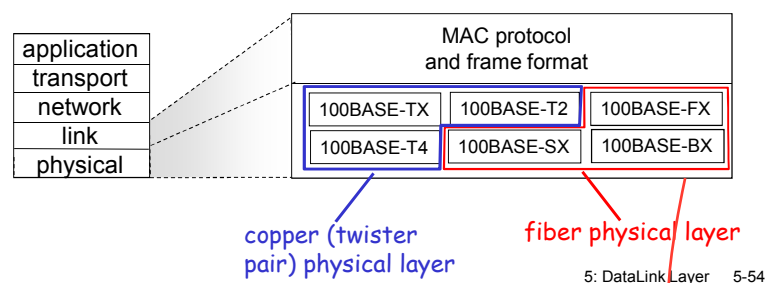 application
transport
network
link
physical
MAC protocol
and frame format
100BASE-TX
100BASE-T2
100BASE-FX
100BASE-T4
100BASE-SX
100BASE-BX
copper (twister
pair) physical layer
fiber physical layer
5: DataLink Layer 5-54